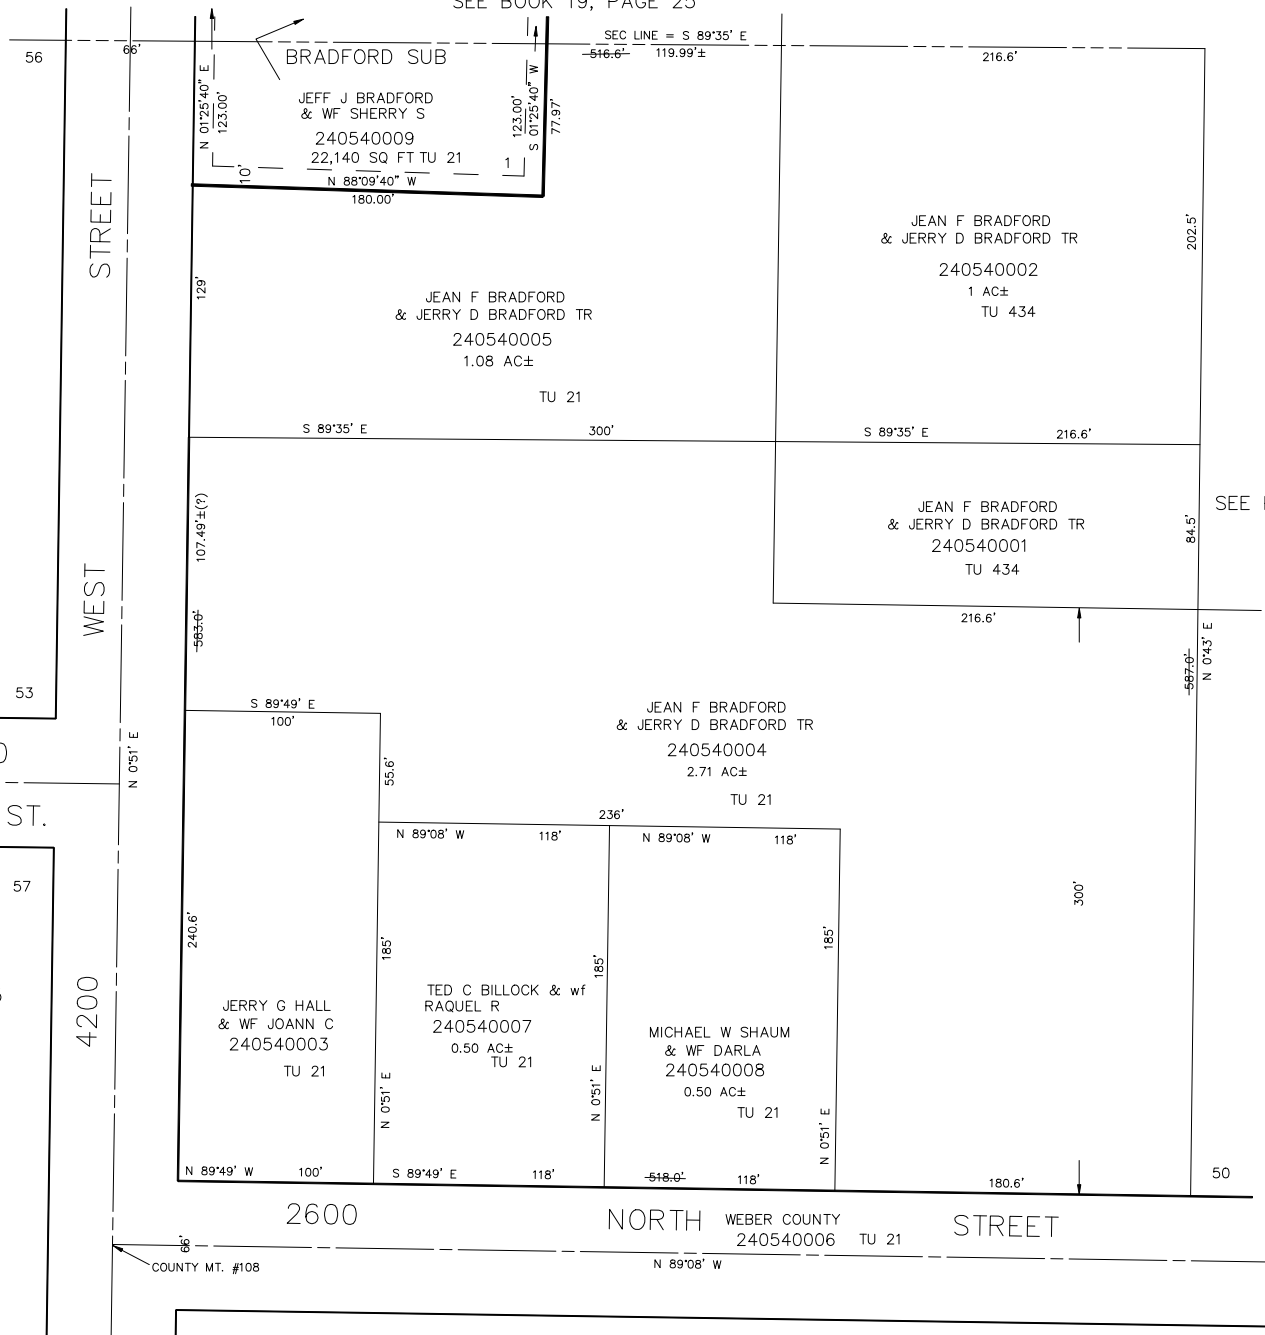 SEE BOOK 19, PAGE 25
SEC LINE = S 89°35' E
56
66'
516.6'
119.99'±
216.6'
BRADFORD SUB
JEFF J BRADFORD
& WF SHERRY S
240540009
22,140 SQ FT TU 21
1
N 01°25'40" E
123.00'
123.00'
S 01°25'40" W
77.97'
10'
N 88°09'40" W
180.00'
STREET
129'
JEAN F BRADFORD
& JERRY D BRADFORD TR
240540002
1 AC±
TU 434
202.5'
JEAN F BRADFORD
& JERRY D BRADFORD TR
240540005
1.08 AC±
TU 21
S 89°35' E
300'
S 89°35' E
216.6'
107.49'±(?)
JEAN F BRADFORD
& JERRY D BRADFORD TR
240540001
TU 434
84.5'
SEE
216.6'
WEST
583.0'
587.0'
N 0°43' E
53
S 89°49' E
100'
JEAN F BRADFORD
& JERRY D BRADFORD TR
240540004
2.71 AC±
TU 21
N 0°51' E
55.6'
ST.
236'
N 89°08' W
118'
N 89°08' W
118'
57
240.6'
185'
185'
185'
300'
4200
JERRY G HALL
& WF JOANN C
240540003
TU 21
TED C BILLOCK & wf
RAQUEL R
240540007
0.50 AC±
TU 21
MICHAEL W SHAUM
& WF DARLA
240540008
0.50 AC±
TU 21
N 0°51' E
N 0°51' E
N 0°51' E
N 89°49' W
100'
S 89°49' E
118'
518.0'
118'
180.6'
50
2600
NORTH
WEBER COUNTY
240540006 TU 21
STREET
66'
COUNTY MT. #108
N 89°08' W